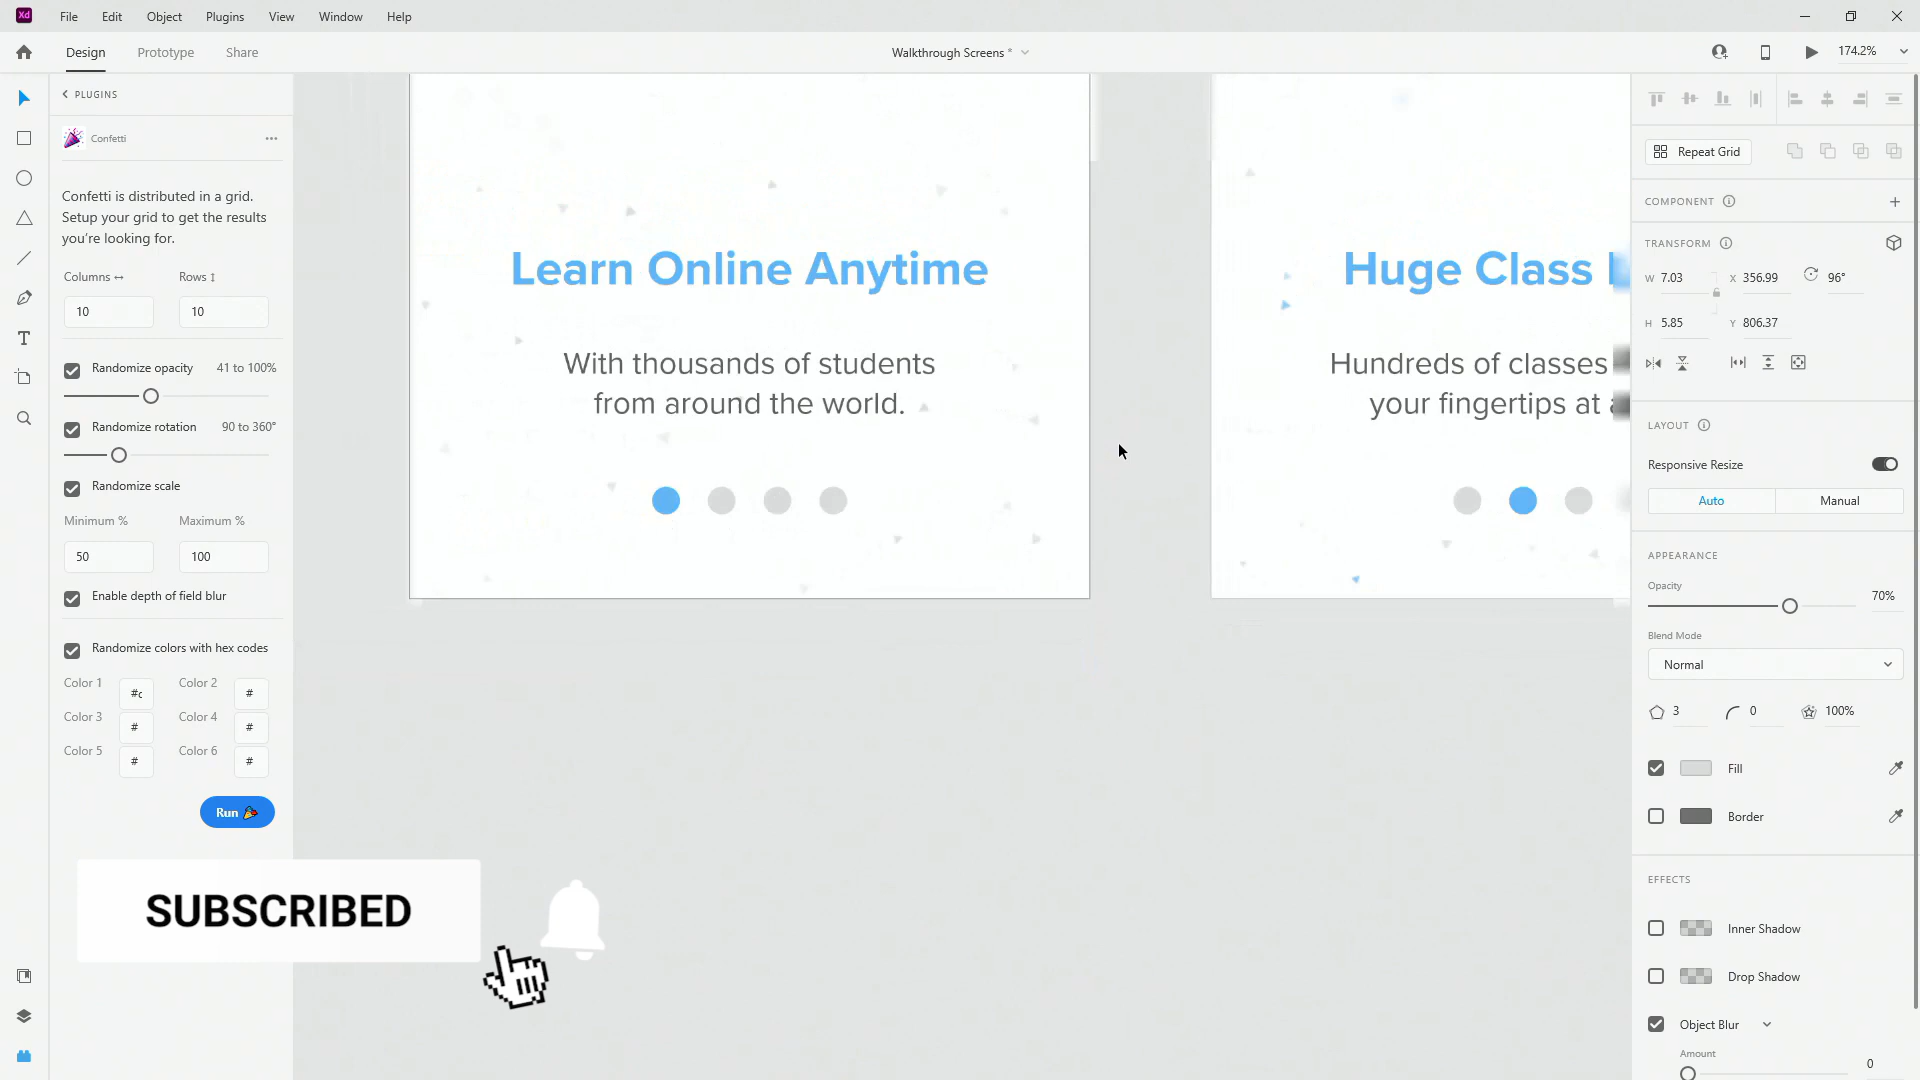 Xd File Edit Object Plugins View Window Help
Design Prototype Share Walkthrough Screens * 174.2%
PLUGINS
Confetti
Confetti is distributed in a grid.
Setup your grid to get the results
you're looking for.
Columns Rows
10 10
Randomize opacity 41 to 100%
Randomize rotation 90 to 360°
Randomize scale
Minimum % Maximum %
50 100
Enable depth of field blur
Randomize colors with hex codes
Color 1 #c Color 2 #
Color 3 # Color 4 #
Color 5 # Color 6 #
Run
SUBSCRIBED
Learn Online Anytime
With thousands of students
from around the world.
Huge Class
Hundreds of classes
your fingertips at
Repeat Grid
COMPONENT
TRANSFORM
W 7.03 X 356.99 96°
H 5.85 Y 806.37
LAYOUT
Responsive Resize
Auto Manual
APPEARANCE
Opacity
70%
Blend Mode
Normal
3 0 100%
Fill
Border
EFFECTS
Inner Shadow
Drop Shadow
Object Blur
Amount
0